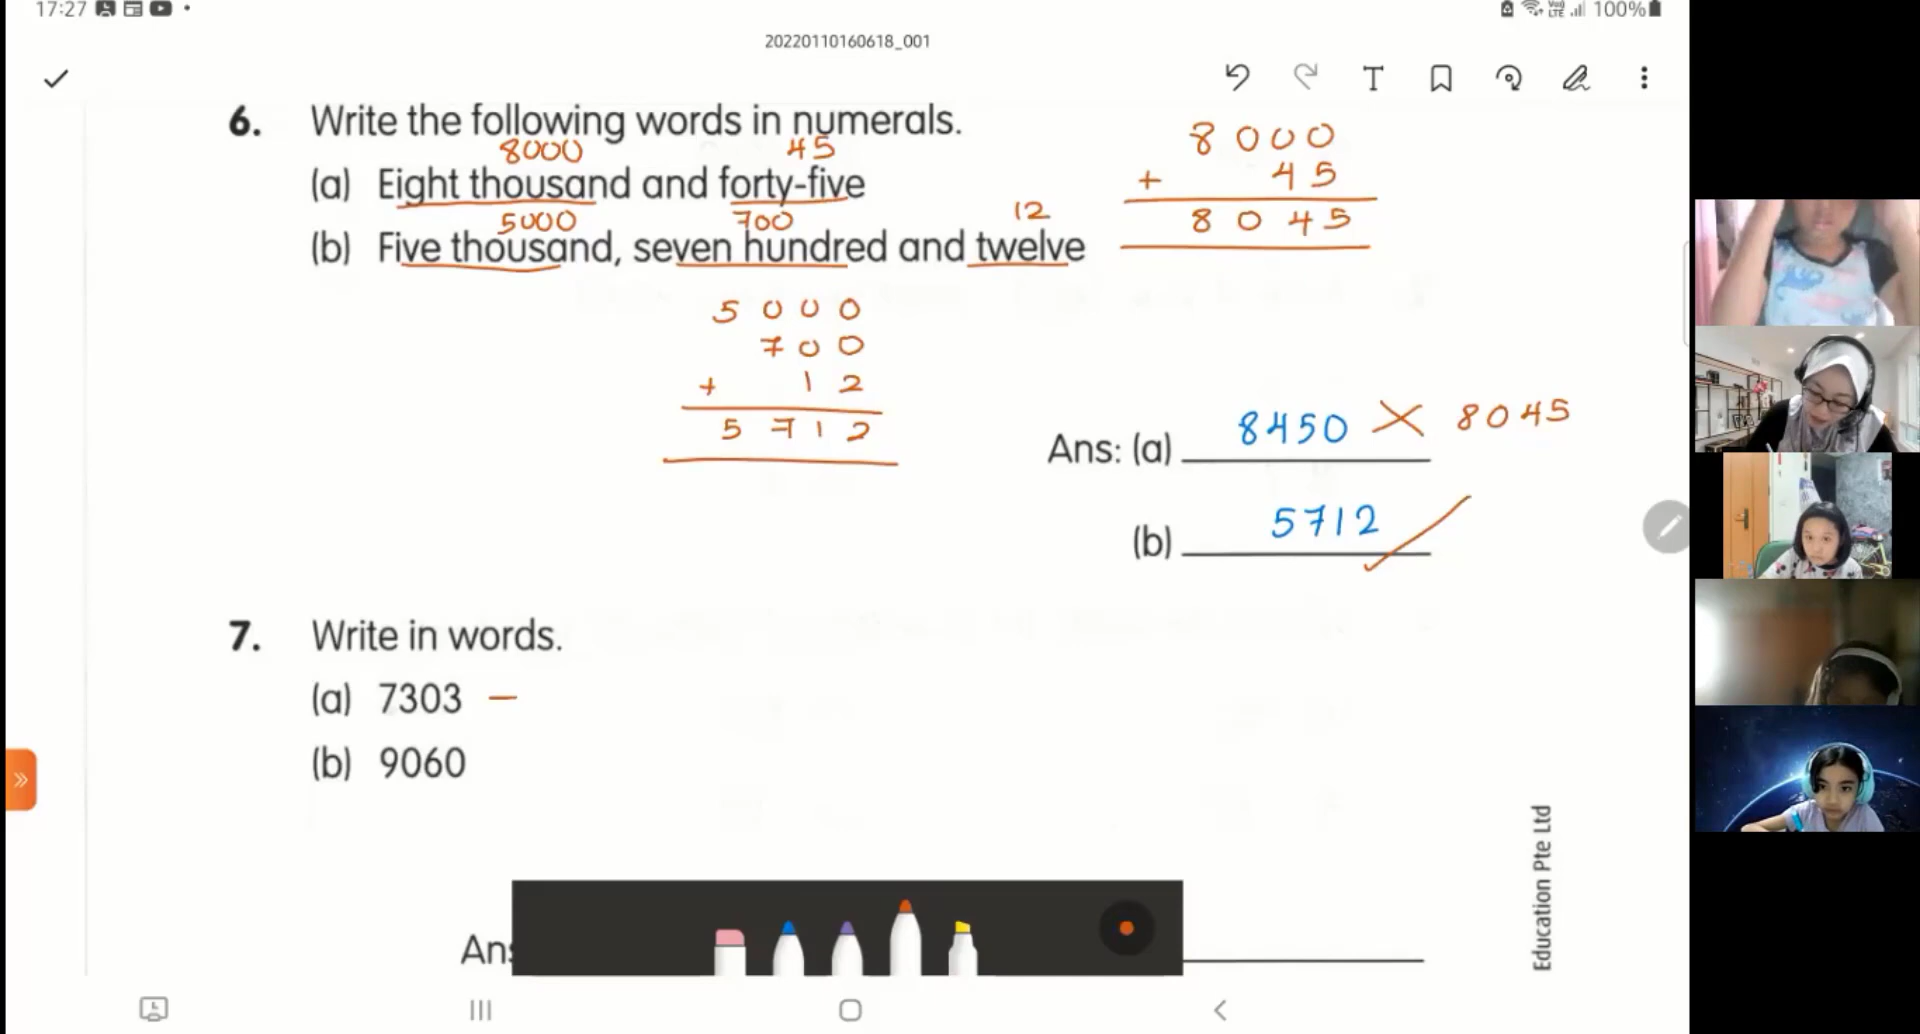 17:27
100%
20220110160618_001
T
6. Write the following words in numerals.
8000 45
(a) Eight thousand and forty-five
5000 700 12
(b) Five thousand, seven hundred and twelve
8000
+ 45
8045
5000
700
+ 12
5712
Ans: (a) 8450 X 8045
(b) 5712
7. Write in words.
(a) 7303 –
(b) 9060
Ans
Education Pte Ltd